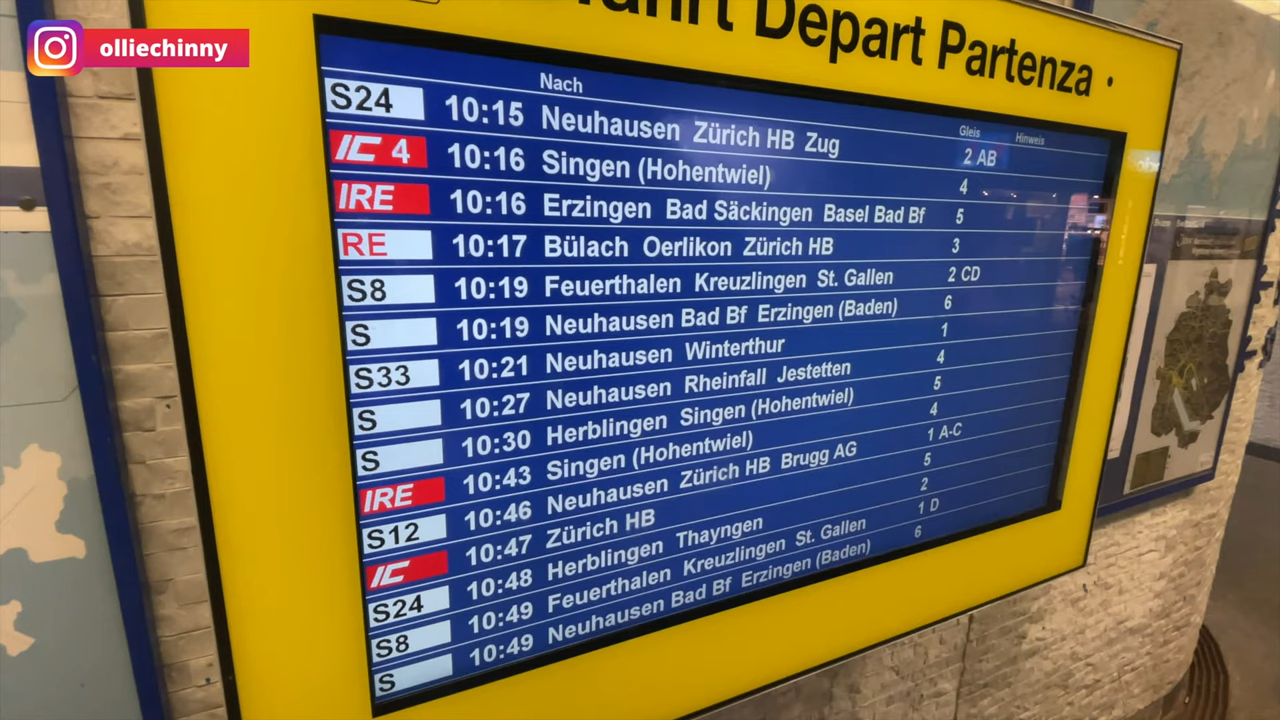 olliechinny
Depart Partenza ·
Nach Gleis Hinweis
S24 10:15 Neuhausen Zürich HB Zug 2 AB
IC 4 10:16 Singen (Hohentwiel) 4
IRE 10:16 Erzingen Bad Säckingen Basel Bad Bf 5
RE 10:17 Bülach Oerlikon Zürich HB 3
S8 10:19 Feuerthalen Kreuzlingen St. Gallen 2 CD
S 10:19 Neuhausen Bad Bf Erzingen (Baden) 6
S33 10:21 Neuhausen Winterthur 1
S 10:27 Neuhausen Rheinfall Jestetten 4
S 10:30 Herblingen Singen (Hohentwiel) 5
IRE 10:43 Singen (Hohentwiel) 4
S12 10:46 Neuhausen Zürich HB Brugg AG 1 A-C
IC 10:47 Zürich HB 5
S24 10:48 Herblingen Thayngen 2
S8 10:49 Feuerthalen Kreuzlingen St. Gallen 1 D
S 10:49 Neuhausen Bad Bf Erzingen (Baden) 6